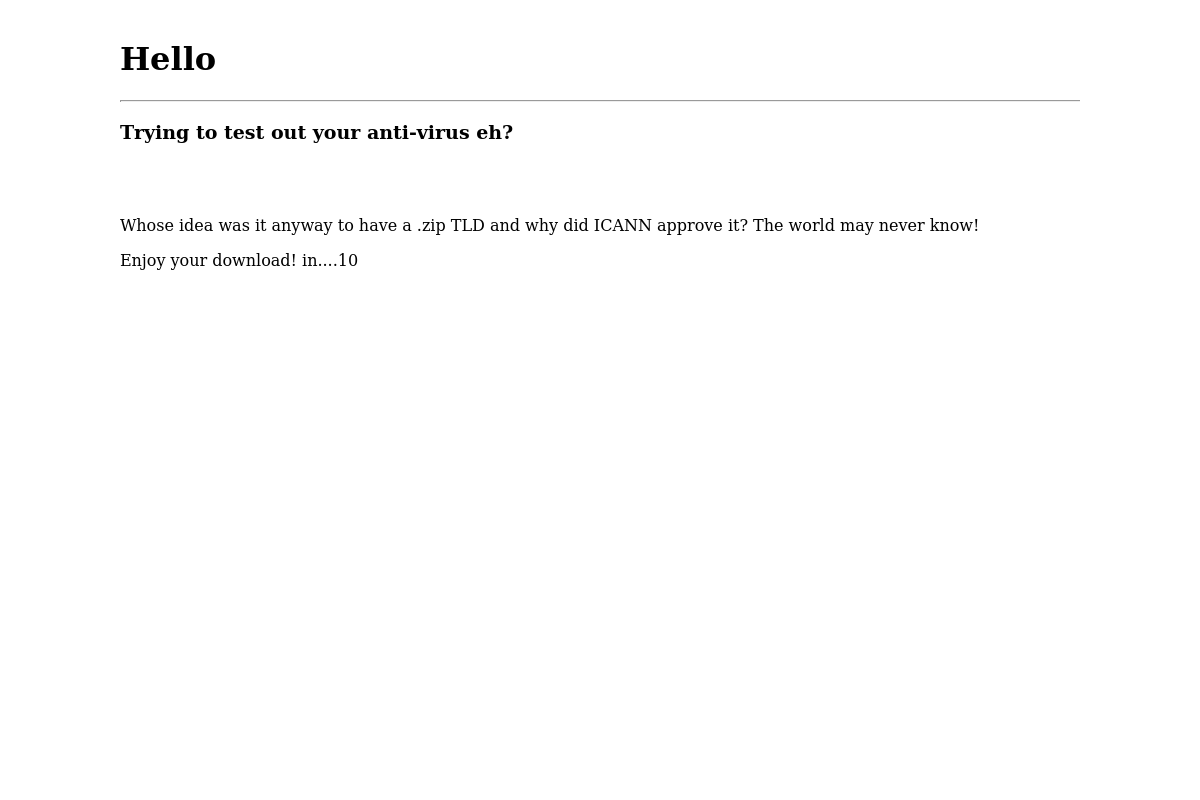 Hello
Trying to test out your anti-virus eh?
Whose idea was it anyway to have a .zip TLD and why did ICANN approve it? The world may never know!
Enjoy your download! in....10